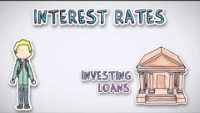 INTEREST RATES
INVESTING
LOANS